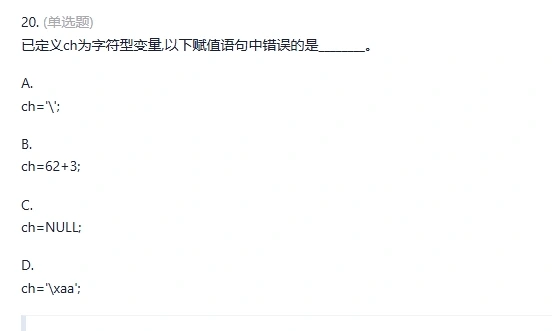 20. (单选题)
已定义ch为字符型变量,以下赋值语句中错误的是________。
A.
ch='\';
B.
ch=62+3;
C.
ch=NULL;
D.
ch='\xaa';